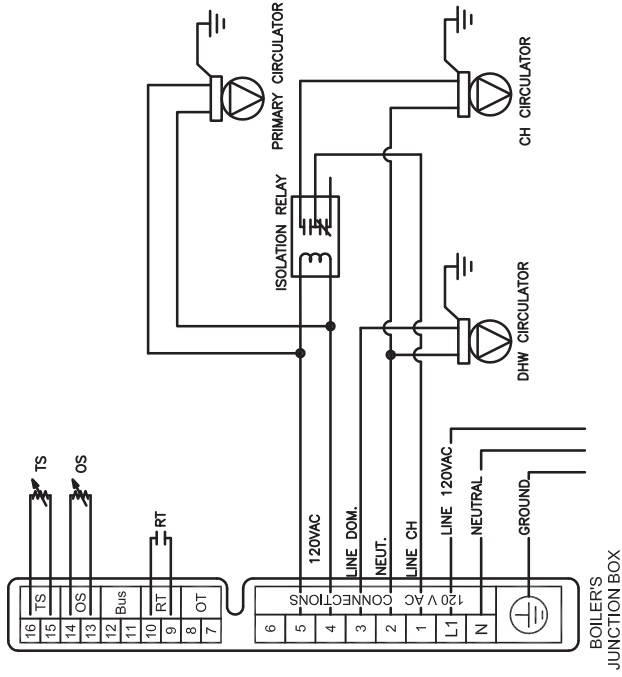 PRIMARY CIRCULATOR
CH CIRCULATOR
ISOLATION RELAY
DHW CIRCULATOR
TS
OS
RT
120VAC
LINE DOM.
NEUT.
LINE CH
LINE 120VAC
NEUTRAL
GROUND
16
15
TS
14
13
OS
12
11
Bus
10
9
RT
8
7
OT
6
5
4
3
2
1
L1
N
120 V AC CONNECTIONS
BOILER'S
JUNCTION BOX